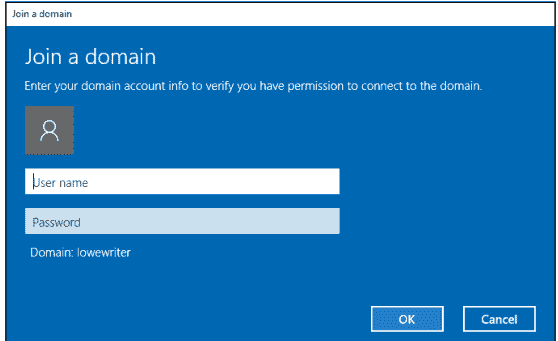 Join a domain
Join a domain
Enter your domain account info to verify you have permission to connect to the domain.
User name
Password
Domain: lowewriter
OK
Cancel